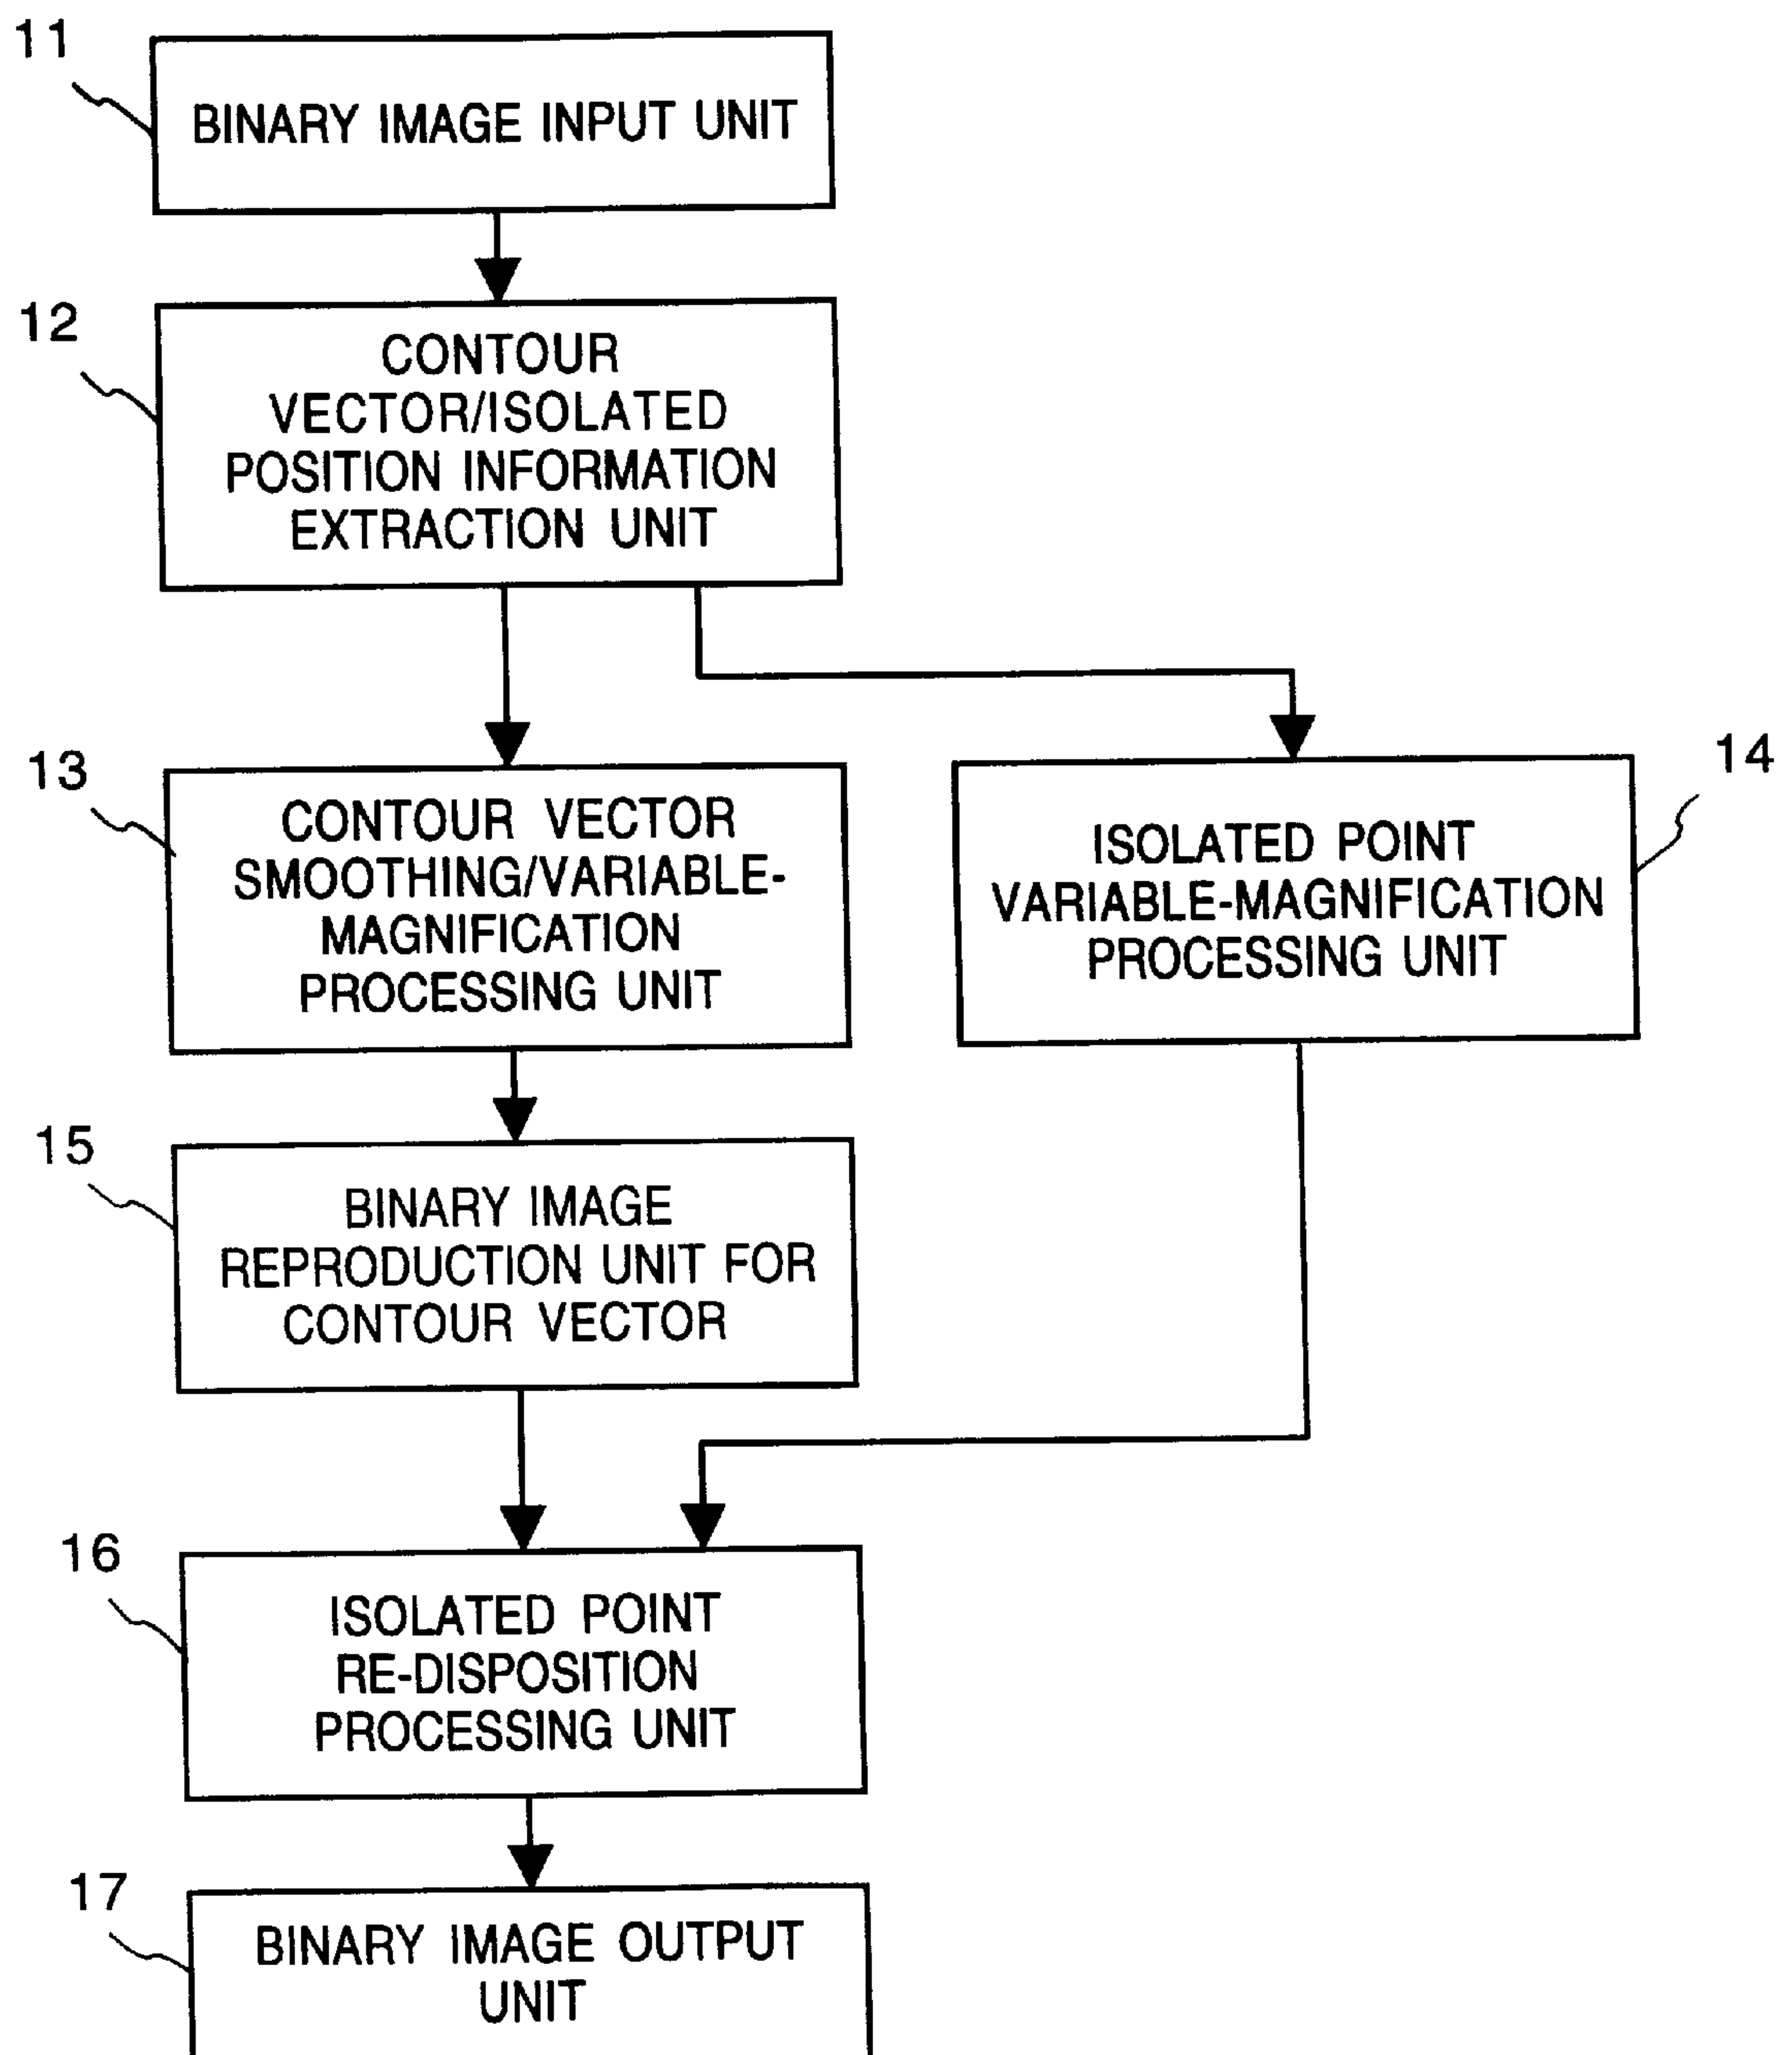 11
BINARY IMAGE INPUT UNIT
12
CONTOUR
VECTOR/ISOLATED
POSITION INFORMATION
EXTRACTION UNIT
13
CONTOUR VECTOR
SMOOTHING/VARIABLE-
MAGNIFICATION
PROCESSING UNIT
14
ISOLATED POINT
VARIABLE-MAGNIFICATION
PROCESSING UNIT
15
BINARY IMAGE
REPRODUCTION UNIT FOR
CONTOUR VECTOR
16
ISOLATED POINT
RE-DISPOSITION
PROCESSING UNIT
17
BINARY IMAGE OUTPUT
UNIT